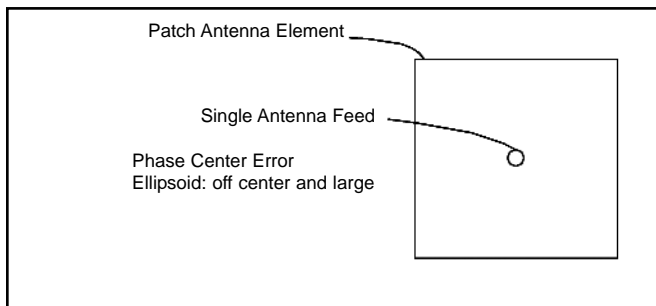 Patch Antenna Element
Single Antenna Feed
Phase Center Error
Ellipsoid: off center and large